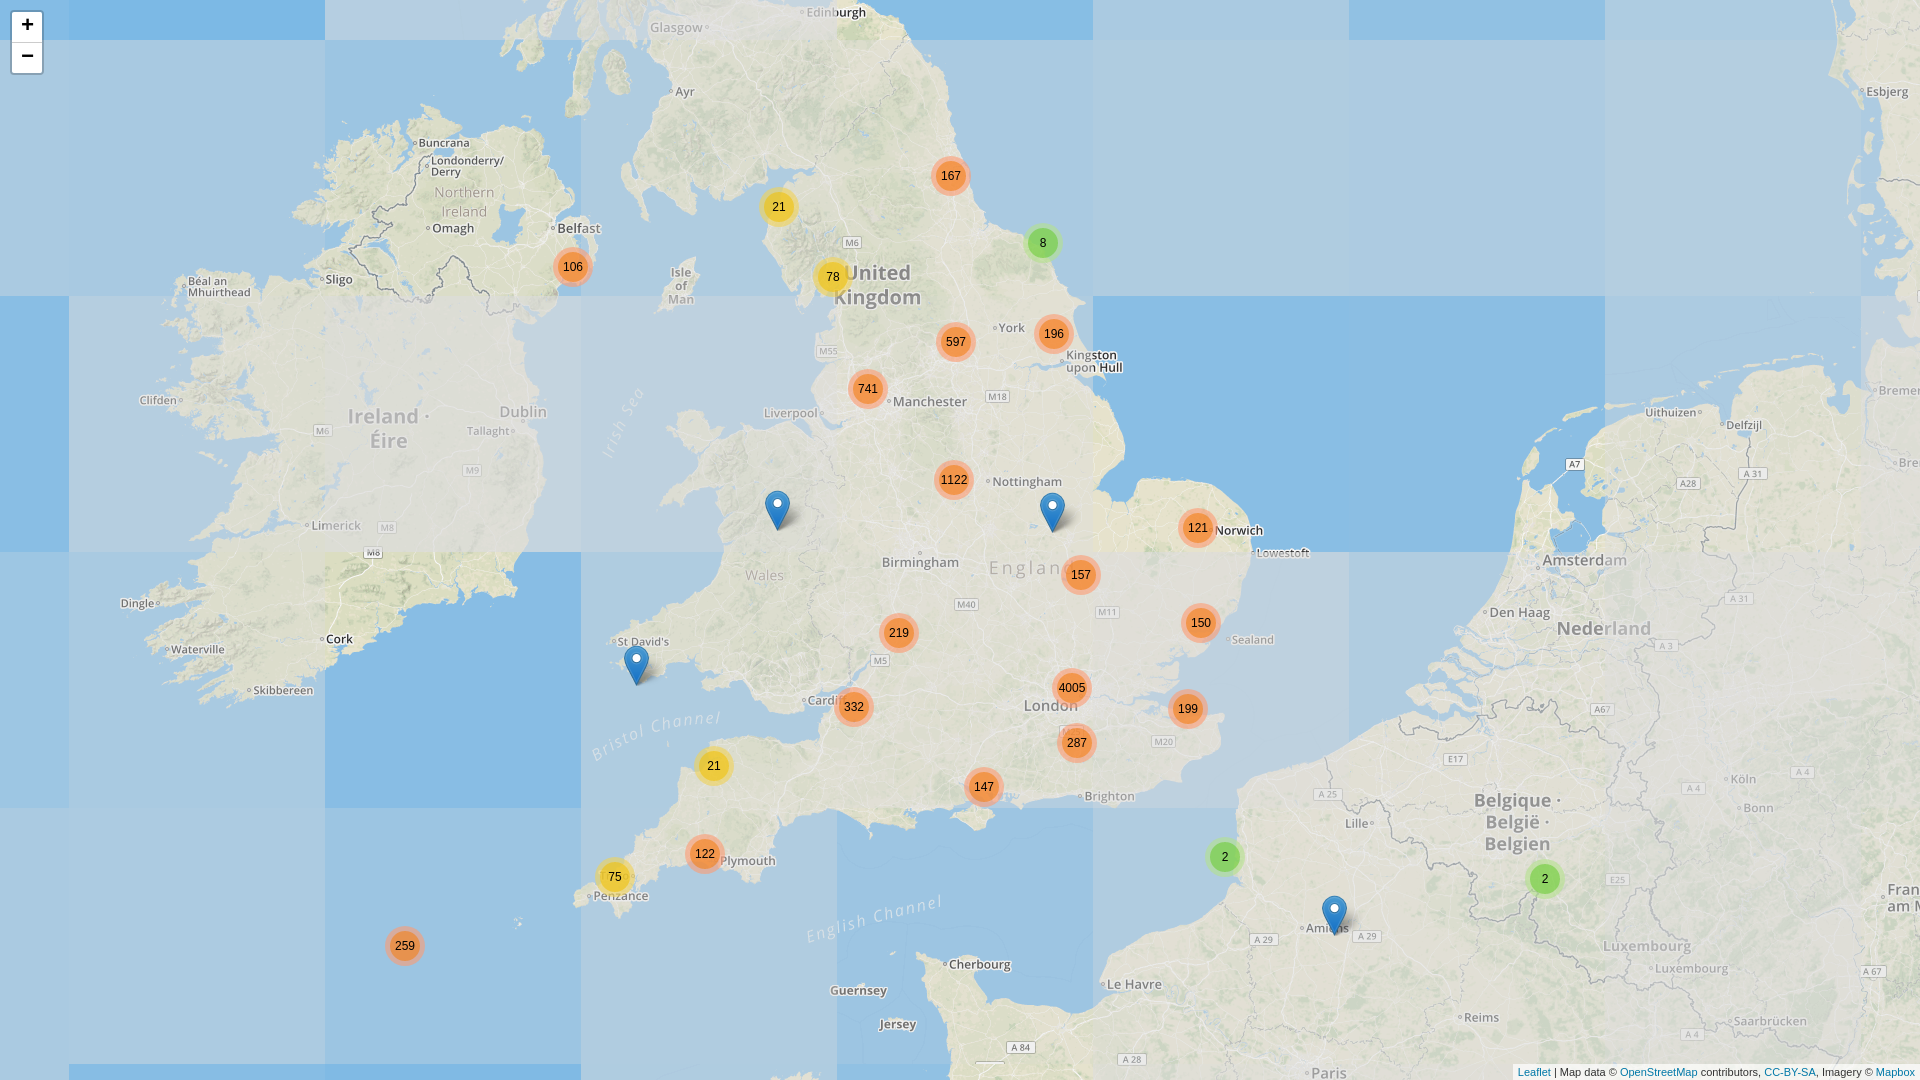 +
−
Edinburgh
Glasgow
Ayr
Esbjerg
Buncrana
Londonderry/
Derry
Northern
Ireland
Omagh
Belfast
167
21
8
106
M6
78
United
Kingdom
Isle
of
Man
Sligo
Béal an
Mhuirthead
597
York
196
Kingston
upon Hull
M55
741
Manchester
M18
Liverpool
Clifden
Ireland ·
Éire
Dublin
Tallaght
M6
M9
Irish Sea
Uithuizen
Delfzijl
A7
A 31
A28
1122
Nottingham
121
Norwich
Lowestoft
Limerick
M8
M8
Birmingham
England
157
Wales
M40
M11
Amsterdam
Den Haag
Nederland
A 31
A 3
Dingle
Cork
Waterville
Skibbereen
St David's
219
150
Sealand
M5
4005
London
199
332
287
M20
A67
Bristol Channel
21
147
Brighton
E17
A 25
Lille
Belgique ·
België ·
Belgien
Köln
A 4
A 4
Bonn
122
Plymouth
75
Penzance
2
2
E25
259
English Channel
Amiens
A 29
A 29
Luxembourg
Luxembourg
A 67
Cherbourg
Le Havre
Guernsey
Jersey
Reims
Saarbrücken
A 4
A 84
A 28
Paris
Leaflet | Map data © OpenStreetMap contributors, CC-BY-SA, Imagery © Mapbox